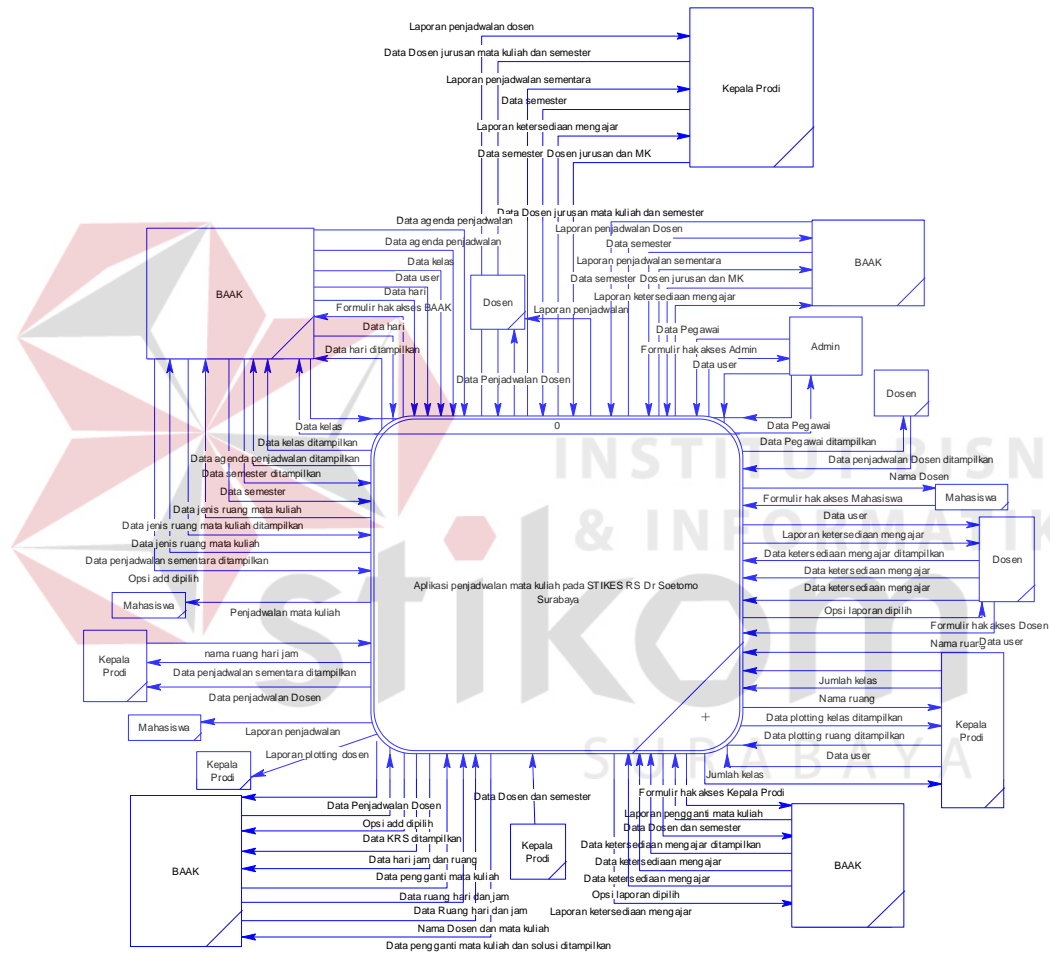 Laporan penjadwalan dosen
Data Dosen jurusan mata kuliah dan semester
Laporan penjadwalan sementara
Data semester
Laporan ketersediaan mengajar
Data semester Dosen jurusan dan MK
Kepala Prodi
Data Dosen jurusan mata kuliah dan semester
Laporan penjadwalan Dosen
Data semester
Laporan penjadwalan sementara
Data semester Dosen jurusan dan MK
Laporan ketersediaan mengajar
BAAK
Data agenda penjadwalan
Data agenda penjadwalan
Data kelas
Data user
Data hari
Formulir hak akses BAAK
Data hari
Data hari ditampilkan
BAAK
Dosen
Laporan penjadwalan
Data Penjadwalan Dosen
Data Pegawai
Formulir hak akses Admin
Data user
Admin
Dosen
Data kelas
Data kelas ditampilkan
Data agenda penjadwalan ditampilkan
Data semester ditampilkan
Data semester
Data jenis ruang mata kuliah
Data jenis ruang mata kuliah ditampilkan
Data jenis ruang mata kuliah
Data penjadwalan sementara ditampilkan
Opsi add dipilih
0
Data Pegawai
Data Pegawai ditampilkan
Data penjadwalan Dosen ditampilkan
Nama Dosen
Formulir hak akses Mahasiswa
Mahasiswa
Data user
Laporan ketersediaan mengajar
Data ketersediaan mengajar ditampilkan
Data ketersediaan mengajar
Data ketersediaan mengajar
Dosen
Opsi laporan dipilih
Formulir hak akses Dosen
Data user
Nama ruang
Aplikasi penjadwalan mata kuliah pada STIKES RS Dr Soetomo
Surabaya
Mahasiswa
Penjadwalan mata kuliah
Kepala
Prodi
nama ruang hari jam
Data penjadwalan sementara ditampilkan
Data penjadwalan Dosen
Mahasiswa
Laporan penjadwalan
Kepala
Prodi
Laporan plotting dosen
Jumlah kelas
Nama ruang
Data plotting kelas ditampilkan
Data plotting ruang ditampilkan
Data user
Jumlah kelas
Formulir hak akses Kepala Prodi
Kepala
Prodi
BAAK
Data Penjadwalan Dosen
Opsi add dipilih
Data KRS ditampilkan
Data hari jam dan ruang
Data pengganti mata kuliah
Data ruang hari dan jam
Data Ruang hari dan jam
Nama Dosen dan mata kuliah
Data pengganti mata kuliah dan solusi ditampilkan
Data Dosen dan semester
Kepala
Prodi
Laporan pengganti mata kuliah
Data Dosen dan semester
Data ketersediaan mengajar ditampilkan
Data ketersediaan mengajar
Data ketersediaan mengajar
Opsi laporan dipilih
Laporan ketersediaan mengajar
BAAK
INSTITUT BISN
& INFORMATIK
stikom
SURABAYA